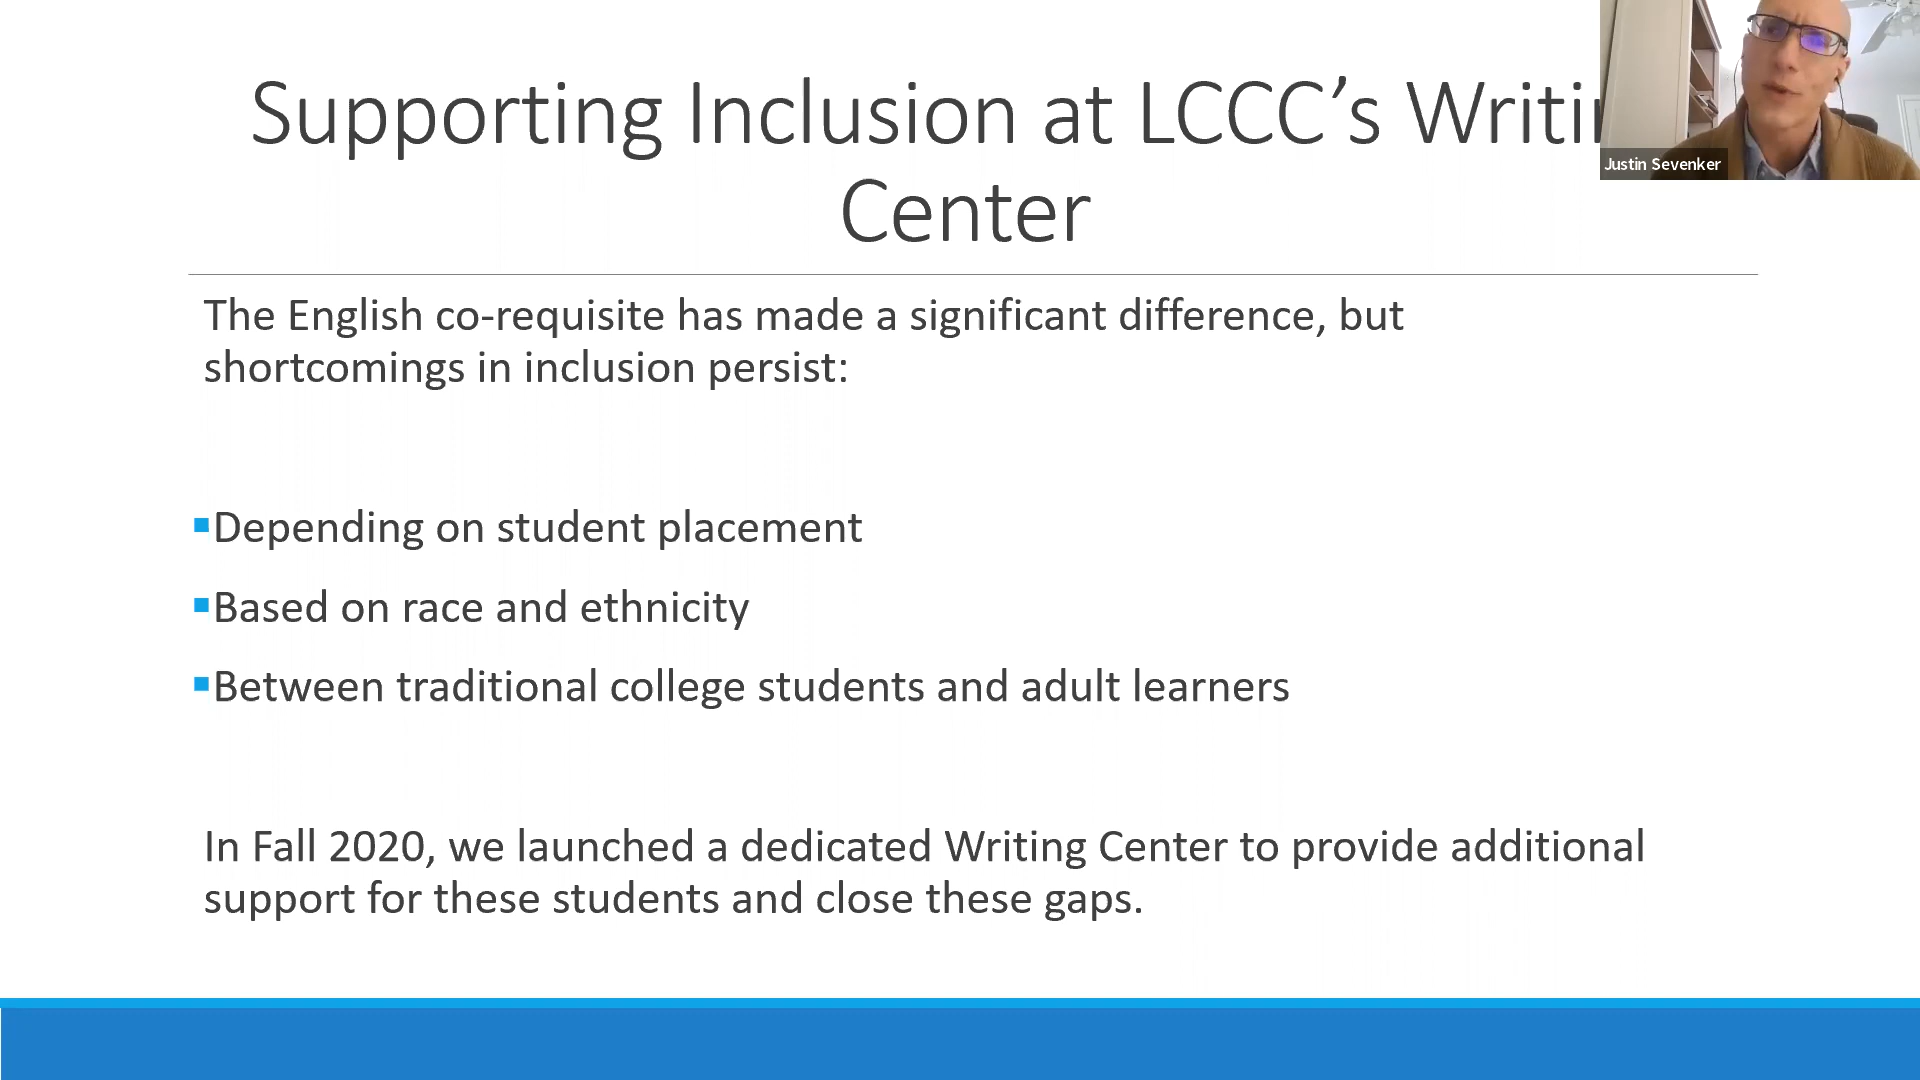 Supporting Inclusion at LCCC’s Writin
Center
Justin Sevenker
The English co-requisite has made a significant difference, but
shortcomings in inclusion persist:
Depending on student placement
Based on race and ethnicity
Between traditional college students and adult learners
In Fall 2020, we launched a dedicated Writing Center to provide additional
support for these students and close these gaps.